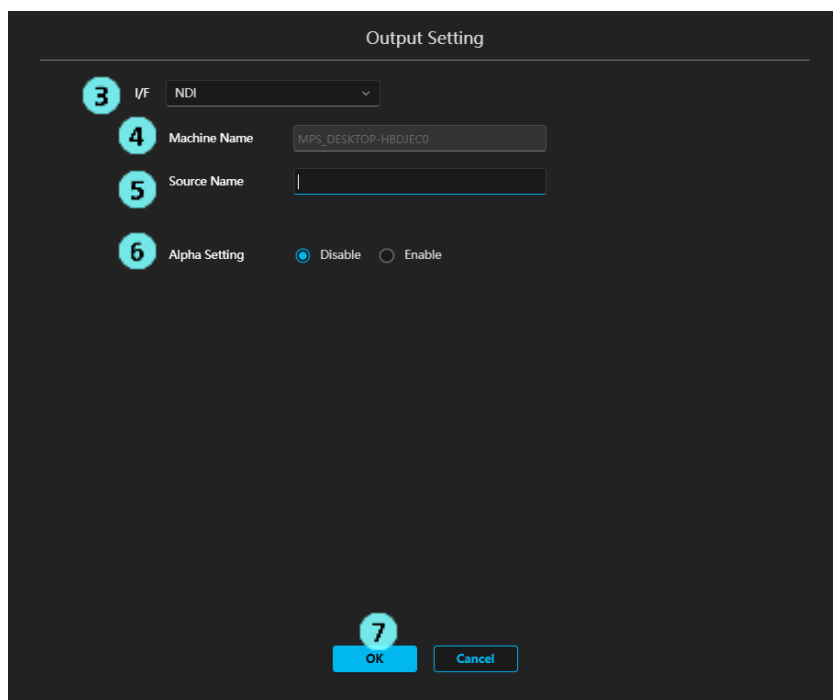 Output Setting
3 I/F NDI
4 Machine Name MPS_DESKTOP-HBDJEC0
5 Source Name
6 Alpha Setting Disable Enable
7
OK Cancel